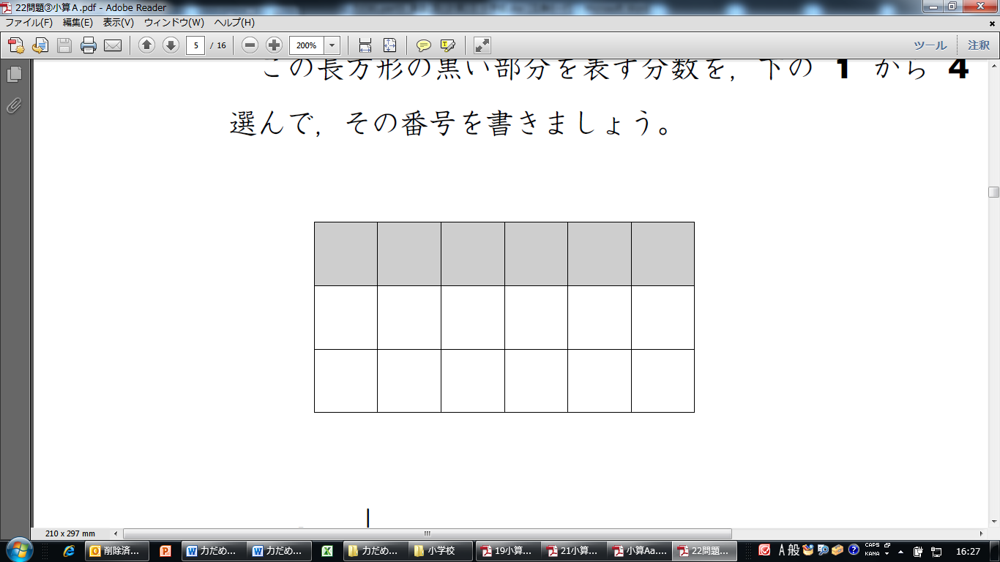 22問題③小算Ａ.pdf - Adobe Reader
ファイル(F) 編集(E) 表示(V) ウィンドウ(W) ヘルプ(H)
5 / 16 200% ツール 注釈
この長方形の黒い部分を表す分数を，下の 1 から 4
選んで，その番号を書きましょう。
210 x 297 mm
削除済... 力だめ... 力だめ... 力だめ... 小学校 19小算... 21小算... 小算Aa.... 22問題... A 般 CAPS KANA 16:27